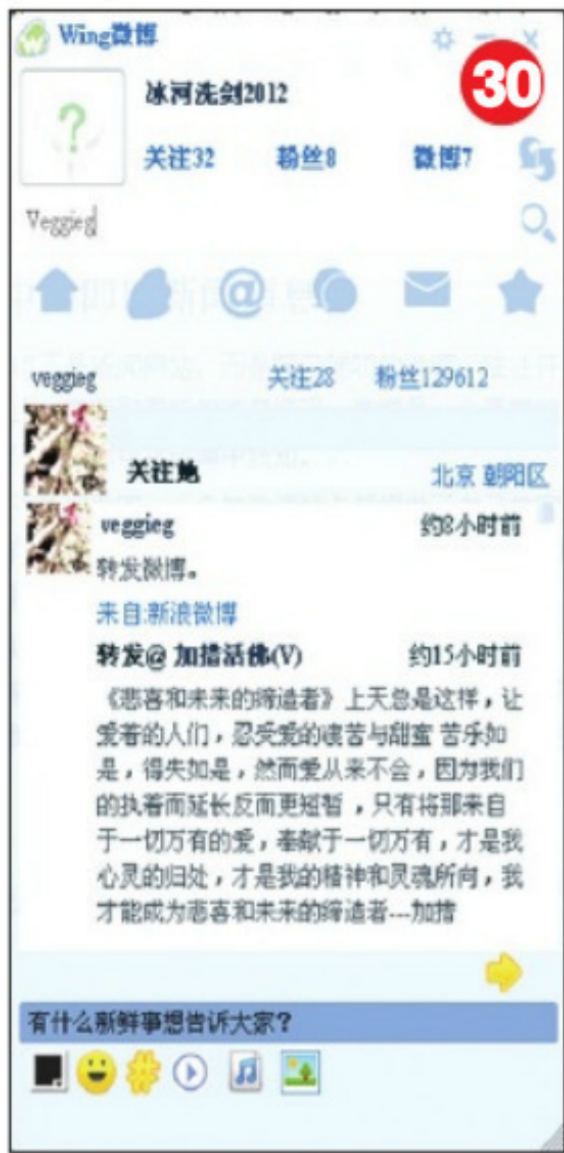 Wing微博
30
冰河洗剑2012
关注32 粉丝8 微博7
Veggieg
veggieg 关注28 粉丝129612
关注她 北京 朝阳区
veggieg 约8小时前
转发微博。
来自:新浪微博
转发@ 加措活佛(V) 约15小时前
《悲喜和未来的缔造者》上天总是这样，让
爱着的人们，忍受爱的凄苦与甜蜜 苦乐如
是，得失如是，然而爱从来不会，因为我们
的执着而延长反而更短暂，只有将那来自
于一切万有的爱，奉献于一切万有，才是我
心灵的归处，才是我的精神和灵魂所向，我
才能成为悲喜和未来的缔造者---加措
有什么新鲜事想告诉大家？